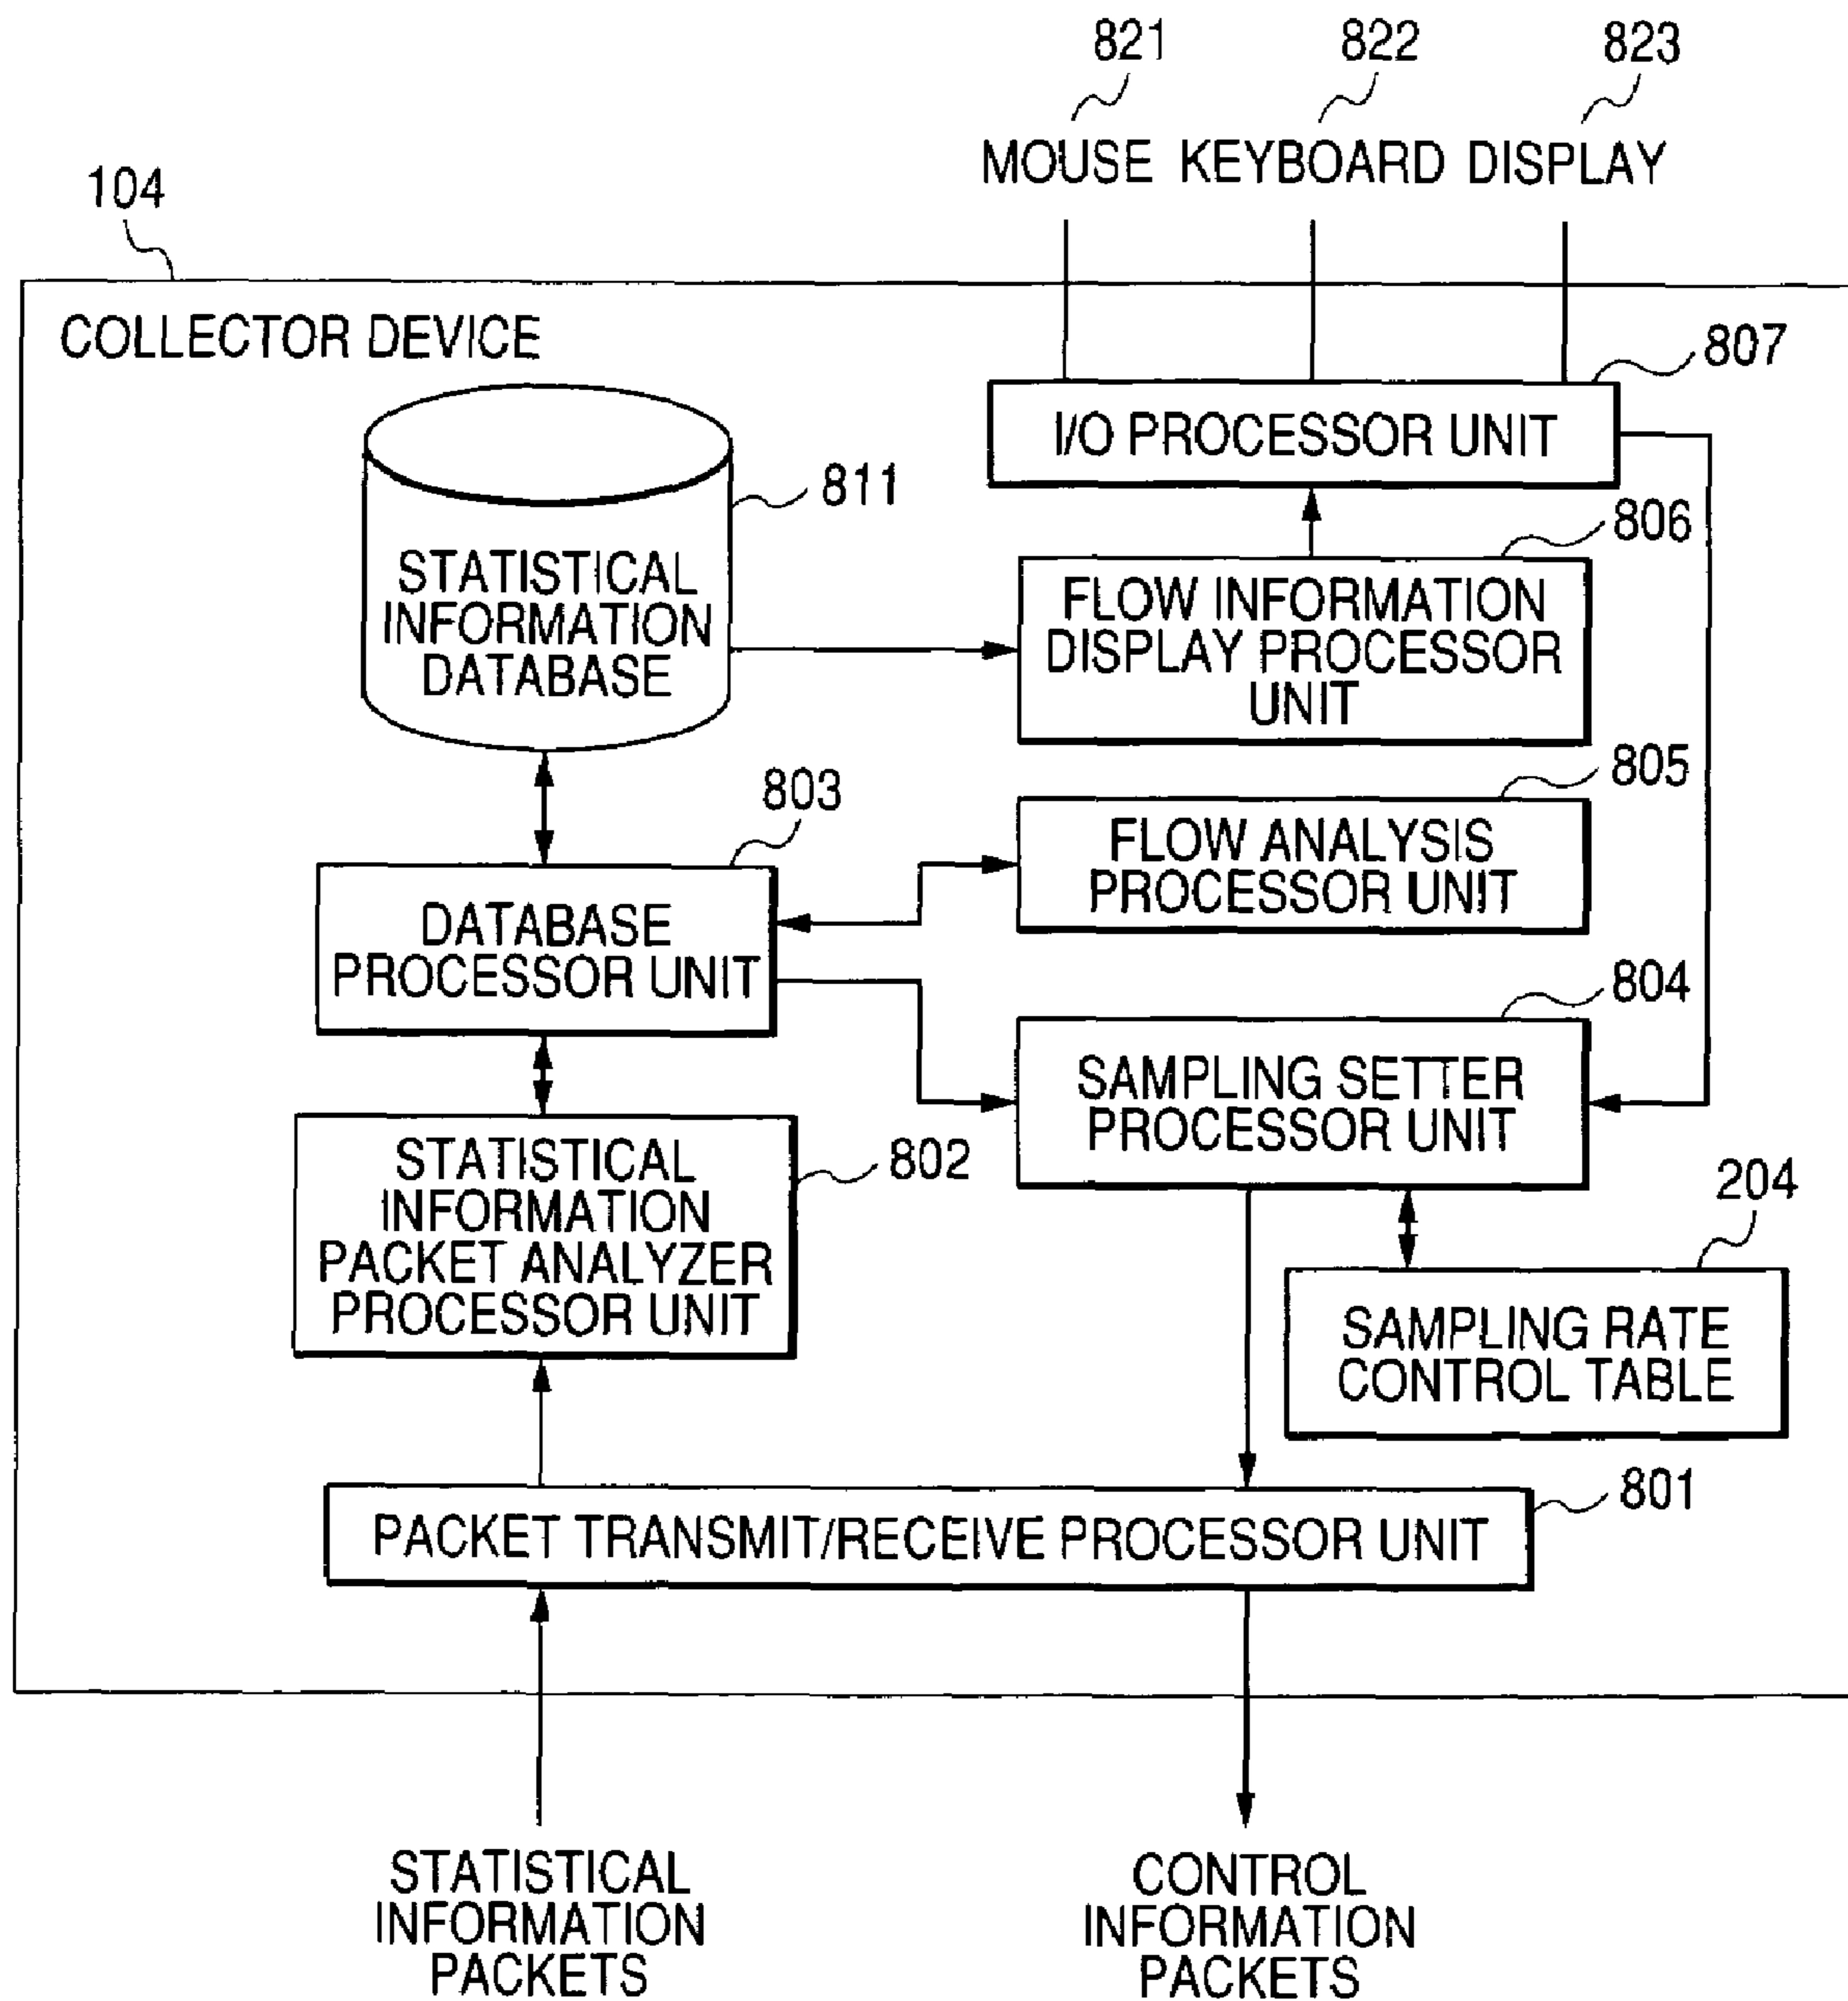 821
822
823
MOUSE KEYBOARD DISPLAY
104
COLLECTOR DEVICE
807
I/O PROCESSOR UNIT
811
806
STATISTICAL
INFORMATION
DATABASE
FLOW INFORMATION
DISPLAY PROCESSOR
UNIT
803
805
FLOW ANALYSIS
PROCESSOR UNIT
DATABASE
PROCESSOR UNIT
804
SAMPLING SETTER
PROCESSOR UNIT
802
STATISTICAL
INFORMATION
PACKET ANALYZER
PROCESSOR UNIT
204
SAMPLING RATE
CONTROL TABLE
801
PACKET TRANSMIT/RECEIVE PROCESSOR UNIT
STATISTICAL
INFORMATION
PACKETS
CONTROL
INFORMATION
PACKETS